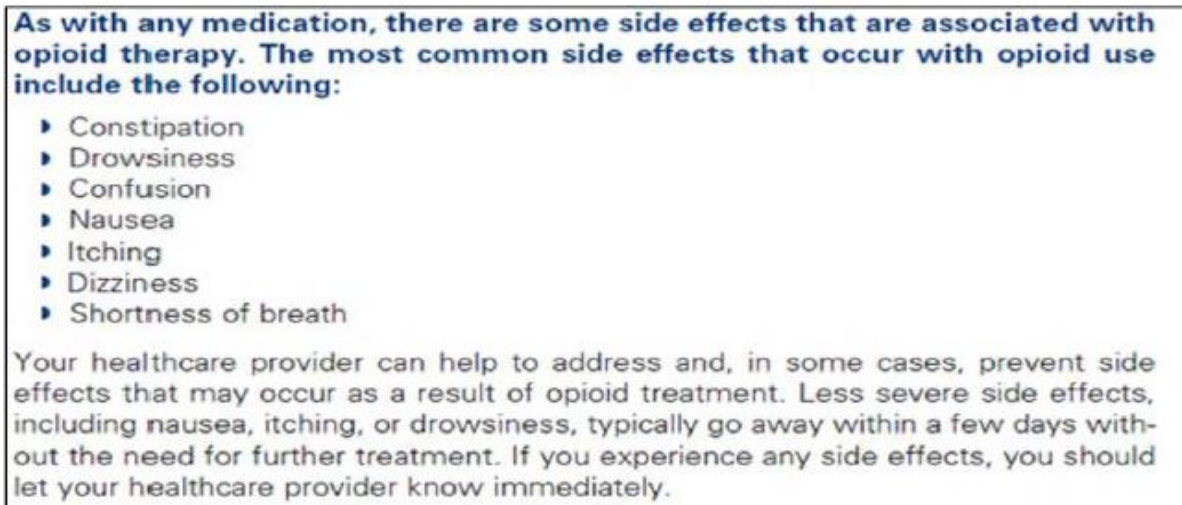 As with any medication, there are some side effects that are associated with
opioid therapy. The most common side effects that occur with opioid use
include the following:
Constipation
Drowsiness
Confusion
Nausea
Itching
Dizziness
Shortness of breath
Your healthcare provider can help to address and, in some cases, prevent side
effects that may occur as a result of opioid treatment. Less severe side effects,
including nausea, itching, or drowsiness, typically go away within a few days with-
out the need for further treatment. If you experience any side effects, you should
let your healthcare provider know immediately.